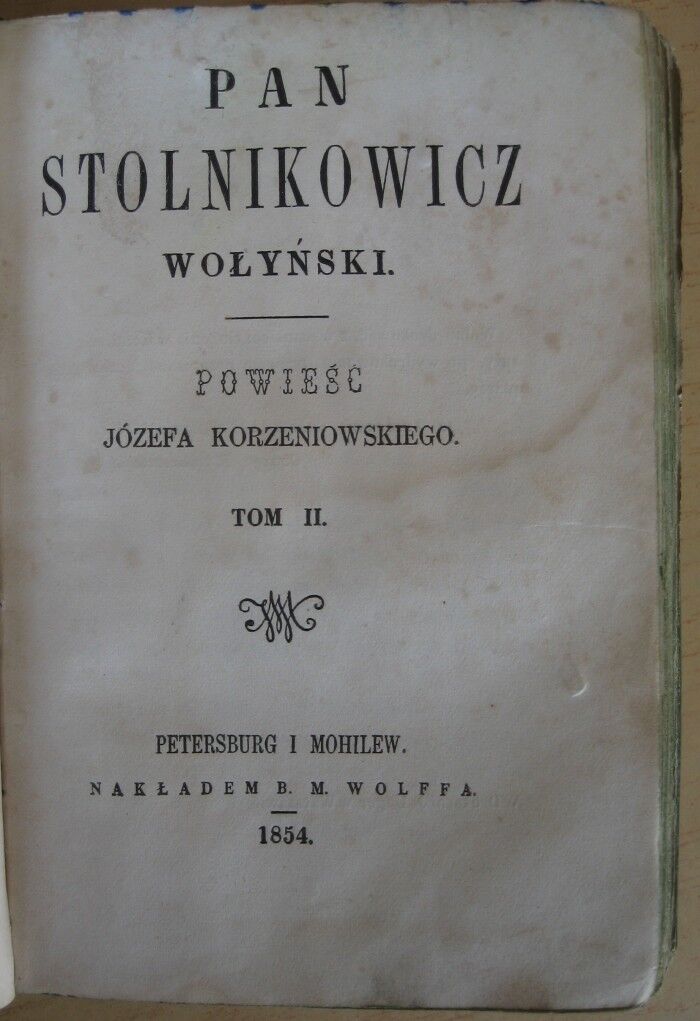 PAN
STOLNIKOWICZ
WOŁYŃSKI.
POWIEŚĆ
JÓZEFA KORZENIOWSKIEGO.
TOM II.
PETERSBURG I MOHILEW.
NAKŁADEM B. M. WOLFFA.
1854.